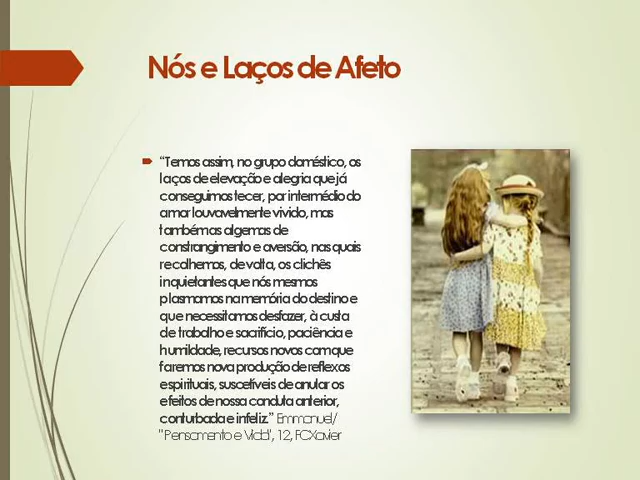 Nós e Laços de Afeto
“Temos assim, no grupo doméstico, os
laços de elevação e alegria que já
conseguimos tecer, por intermédio do
amor louvavelmente vivido, mas
também as algemas de
constrangimento e aversão, nas quais
recolhemos, de volta, os clichês
inquietantes que nós mesmos
plasmamos na memória do destino e
que necessitamos desfazer, à custa
de trabalho e sacrifício, paciência e
humildade, recursos novos com que
faremos nova produção de reflexos
espirituais, suscetíveis de anular os
efeitos de nossa conduta anterior,
conturbada e infeliz.” Emmanuel/
"Pensamento e Vida", 12, FCXavier